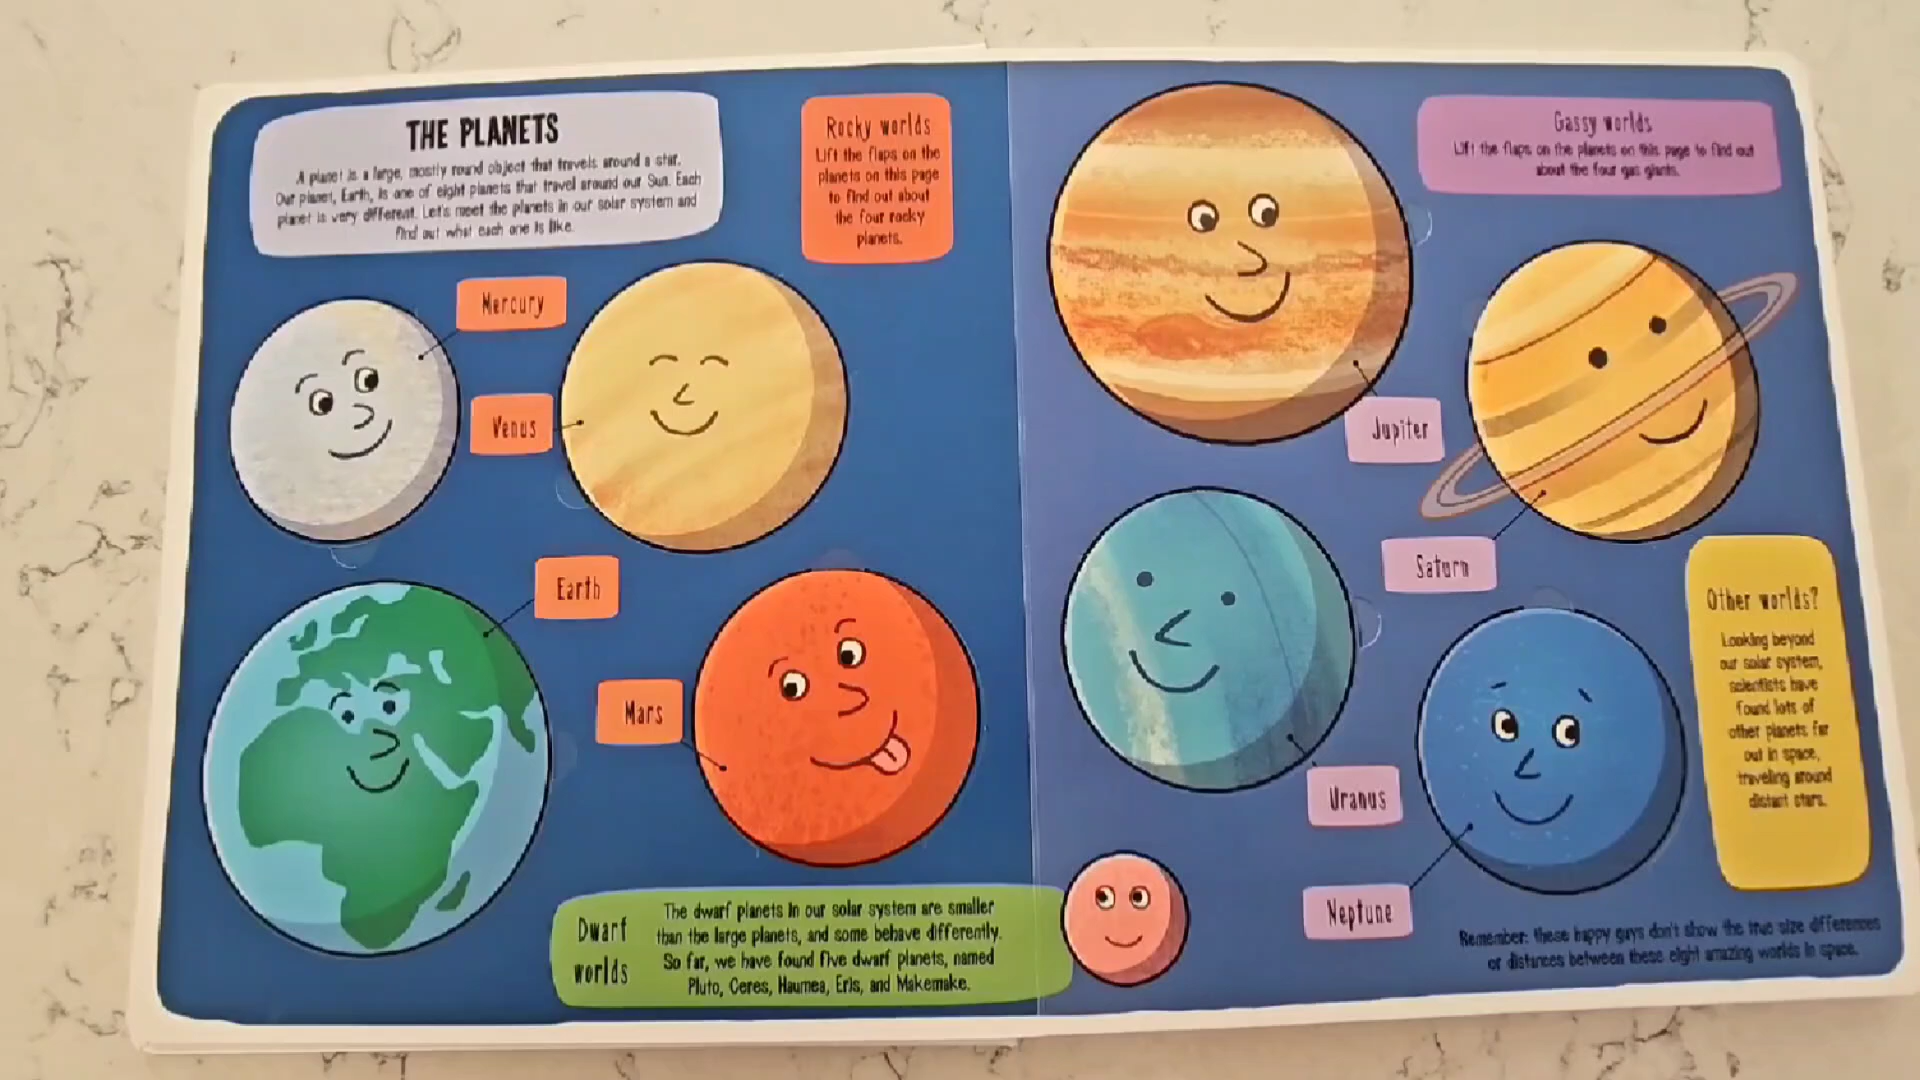 THE PLANETS
A planet is a large, mostly round object that travels around a star.
Our planet, Earth, is one of eight planets that travel around our Sun. Each
planet is very different. Let's meet the planets in our solar system and
find out what each one is like.
Rocky worlds
Lift the flaps on the
planets on this page
to find out about
the four rocky
planets.
Mercury
Venus
Earth
Mars
Dwarf
worlds
The dwarf planets in our solar system are smaller
than the large planets, and some behave differently.
So far, we have found five dwarf planets, named
Pluto, Ceres, Haumea, Eris, and Makemake.
Gassy worlds
Lift the flaps on the planets on this page to find out
about the four gas giants.
Jupiter
Saturn
Uranus
Neptune
Other worlds?
Looking beyond
our solar system,
scientists have
found lots of
other planets far
out in space,
traveling around
distant stars.
Remember: these happy guys don't show the true size differences
or distances between these eight amazing worlds in space.